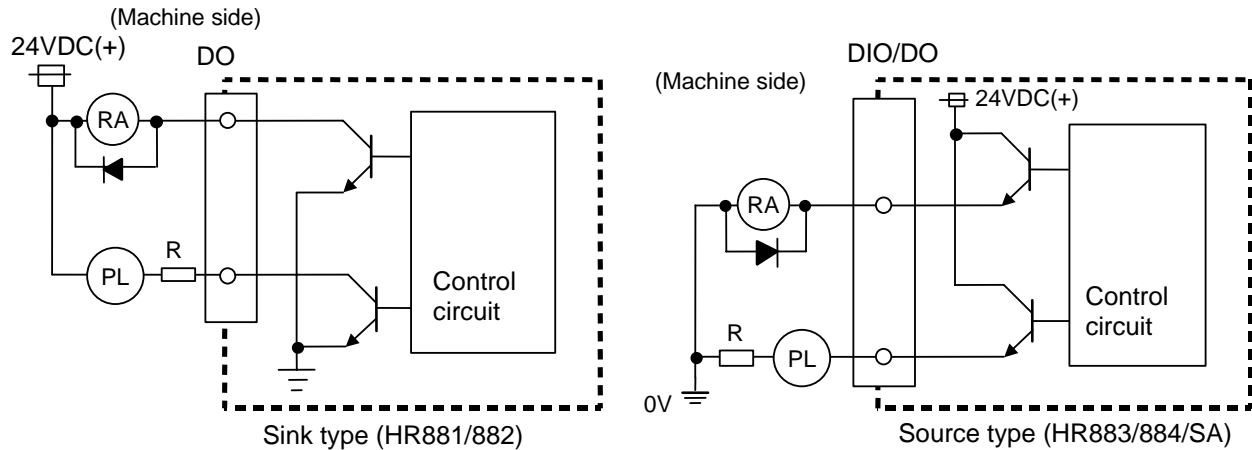 (Machine side)
24VDC(+)
DO
RA
R
PL
Control
circuit
Sink type (HR881/882)
DIO/DO
(Machine side)
24VDC(+)
RA
R
PL
Control
circuit
0V
Source type (HR883/884/SA)